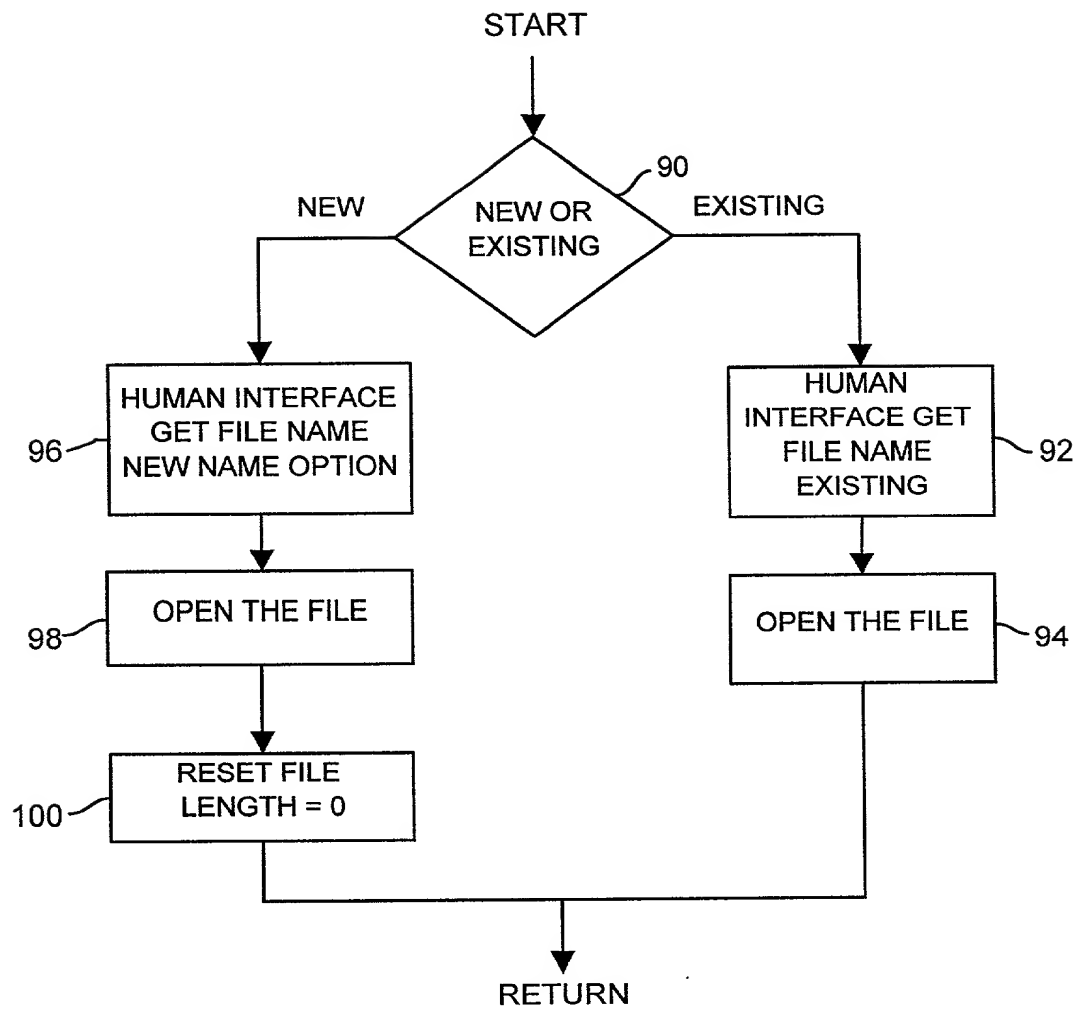 START
90
NEW
NEW OR
EXISTING
EXISTING
HUMAN INTERFACE
GET FILE NAME
NEW NAME OPTION
96
HUMAN
INTERFACE GET
FILE NAME
EXISTING
92
OPEN THE FILE
98
OPEN THE FILE
94
RESET FILE
LENGTH = 0
100
RETURN